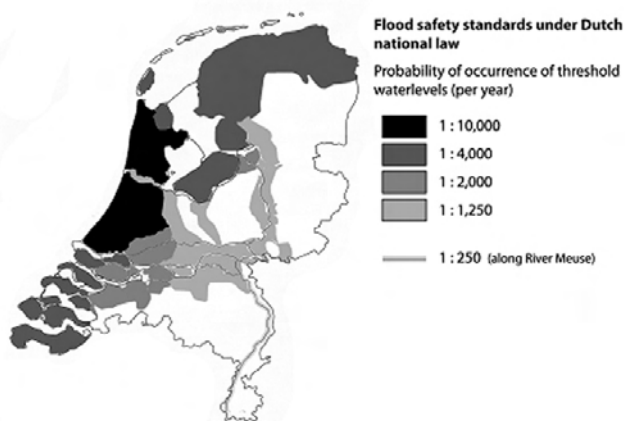 Flood safety standards under Dutch
national law
Probability of occurrence of threshold
waterlevels (per year)
1 : 10,000
1 : 4,000
1 : 2,000
1 : 1,250
1 : 250 (along River Meuse)